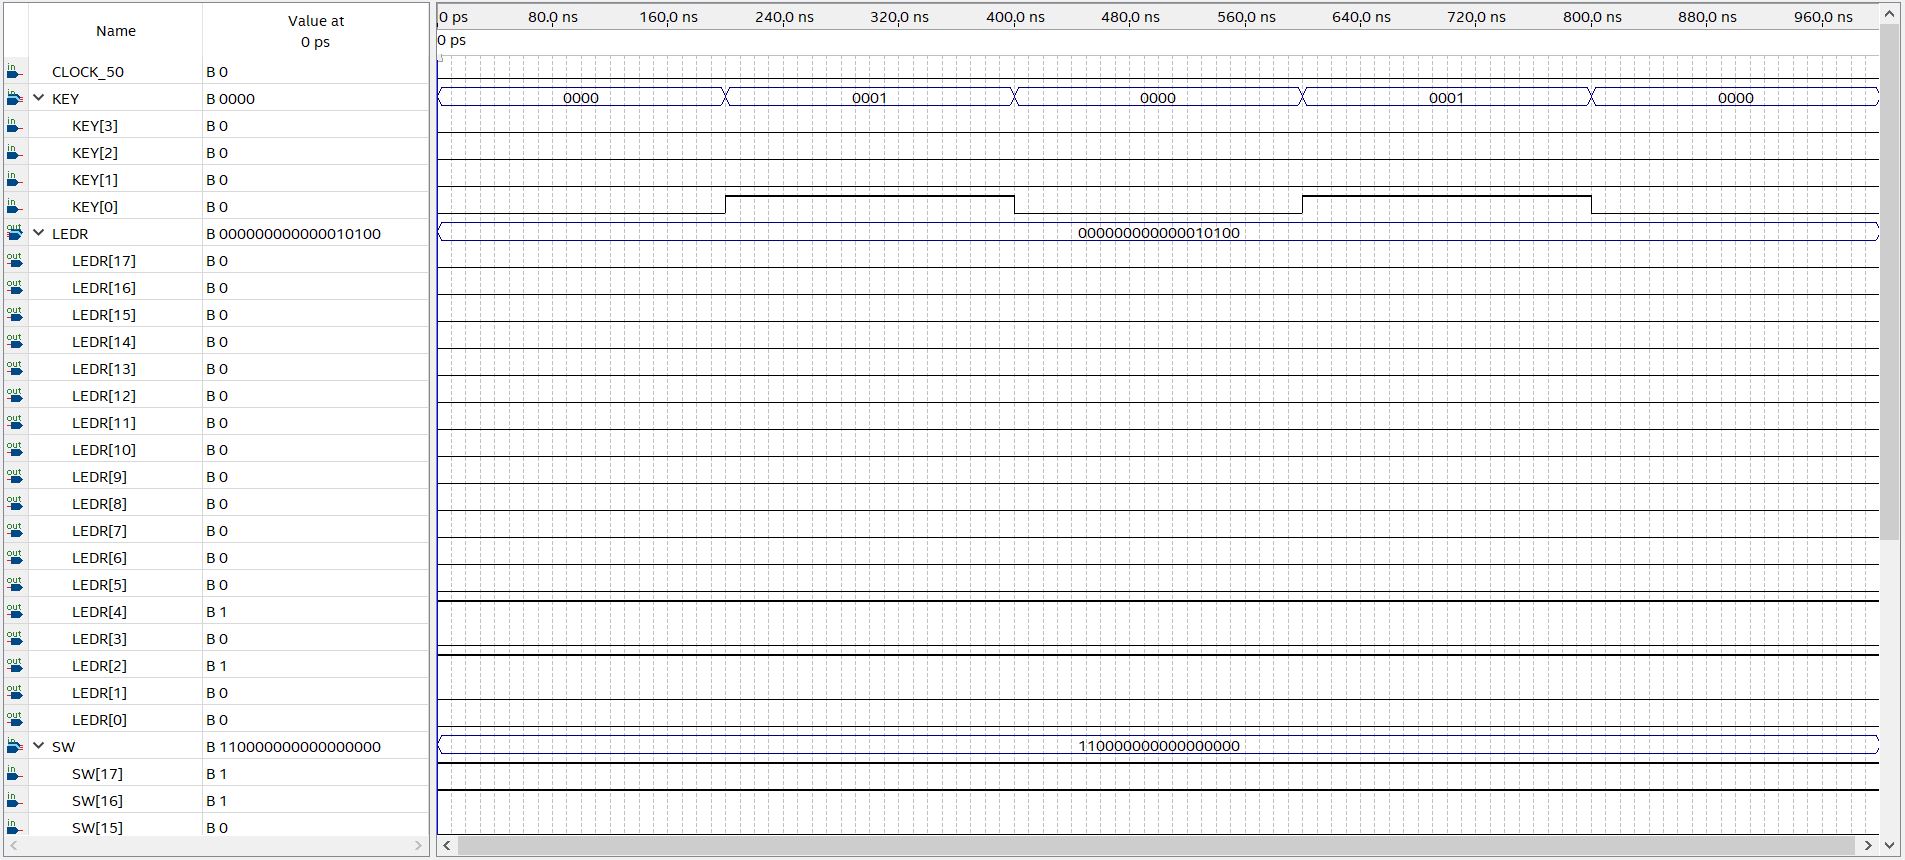 Name Value at 0 ps
0 ps 80.0 ns 160.0 ns 240.0 ns 320.0 ns 400.0 ns 480.0 ns 560.0 ns 640.0 ns 720.0 ns 800.0 ns 880.0 ns 960.0 ns
0 ps
in CLOCK_50 B 0
in KEY B 0000 0000 0001 0000 0001 0000
in KEY[3] B 0
in KEY[2] B 0
in KEY[1] B 0
in KEY[0] B 0
out LEDR B 000000000000010100 000000000000010100
out LEDR[17] B 0
out LEDR[16] B 0
out LEDR[15] B 0
out LEDR[14] B 0
out LEDR[13] B 0
out LEDR[12] B 0
out LEDR[11] B 0
out LEDR[10] B 0
out LEDR[9] B 0
out LEDR[8] B 0
out LEDR[7] B 0
out LEDR[6] B 0
out LEDR[5] B 0
out LEDR[4] B 1
out LEDR[3] B 0
out LEDR[2] B 1
out LEDR[1] B 0
out LEDR[0] B 0
in SW B 110000000000000000 110000000000000000
in SW[17] B 1
in SW[16] B 1
in SW[15] B 0